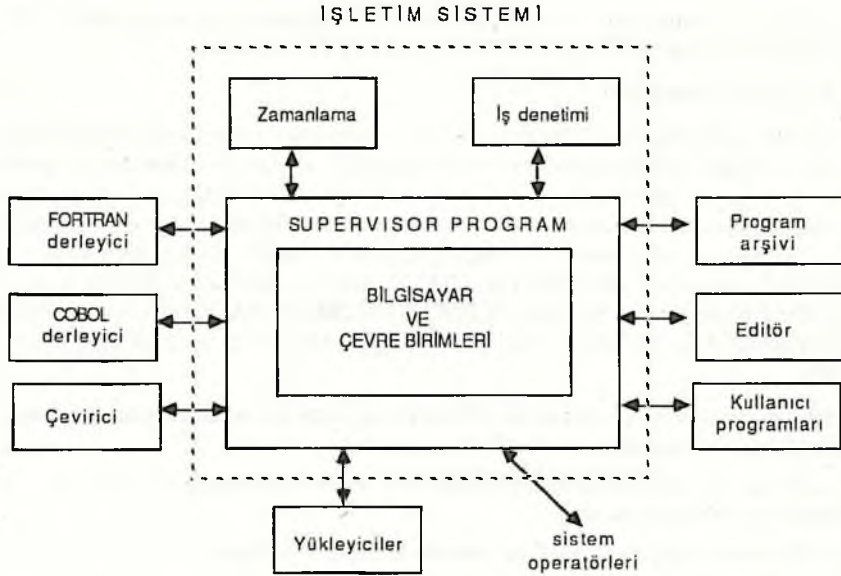 İŞLETİM SİSTEMİ
Zamanlama
İş denetimi
FORTRAN
derleyici
SUPERVISOR PROGRAM
Program
arşivi
BİLGİSAYAR
VE
ÇEVRE BİRİMLERİ
COBOL
derleyici
Editör
Çevirici
Kullanıcı
programları
Yükleyiciler
sistem
operatörleri